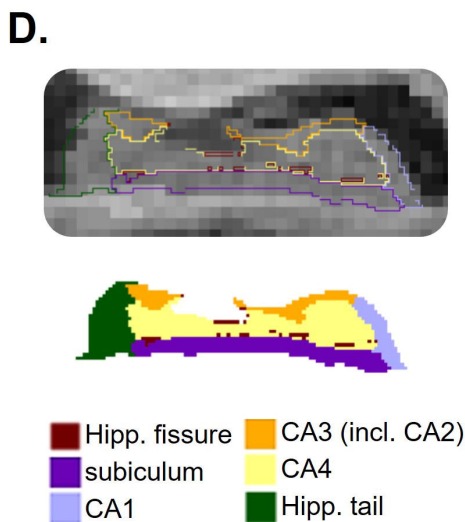 D.
Hipp. fissure
CA3 (incl. CA2)
subiculum
CA4
CA1
Hipp. tail